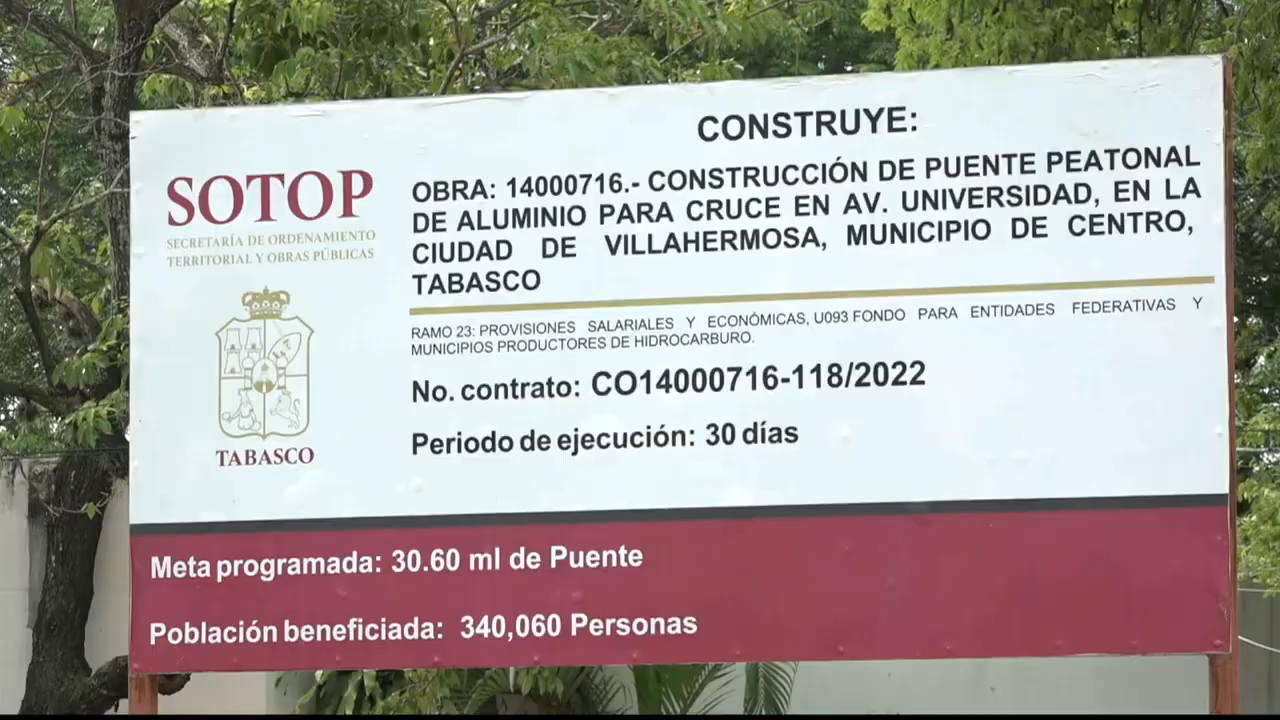 SOTOP
SECRETARÍA DE ORDENAMIENTO
TERRITORIAL Y OBRAS PÚBLICAS
TABASCO
CONSTRUYE:
OBRA: 14000716.- CONSTRUCCIÓN DE PUENTE PEATONAL
DE ALUMINIO PARA CRUCE EN AV. UNIVERSIDAD, EN LA
CIUDAD DE VILLAHERMOSA, MUNICIPIO DE CENTRO,
TABASCO
RAMO 23: PROVISIONES SALARIALES Y ECONÓMICAS, U093 FONDO PARA ENTIDADES FEDERATIVAS Y
MUNICIPIOS PRODUCTORES DE HIDROCARBURO.
No. contrato: CO14000716-118/2022
Periodo de ejecución: 30 días
Meta programada: 30.60 ml de Puente
Población beneficiada: 340,060 Personas